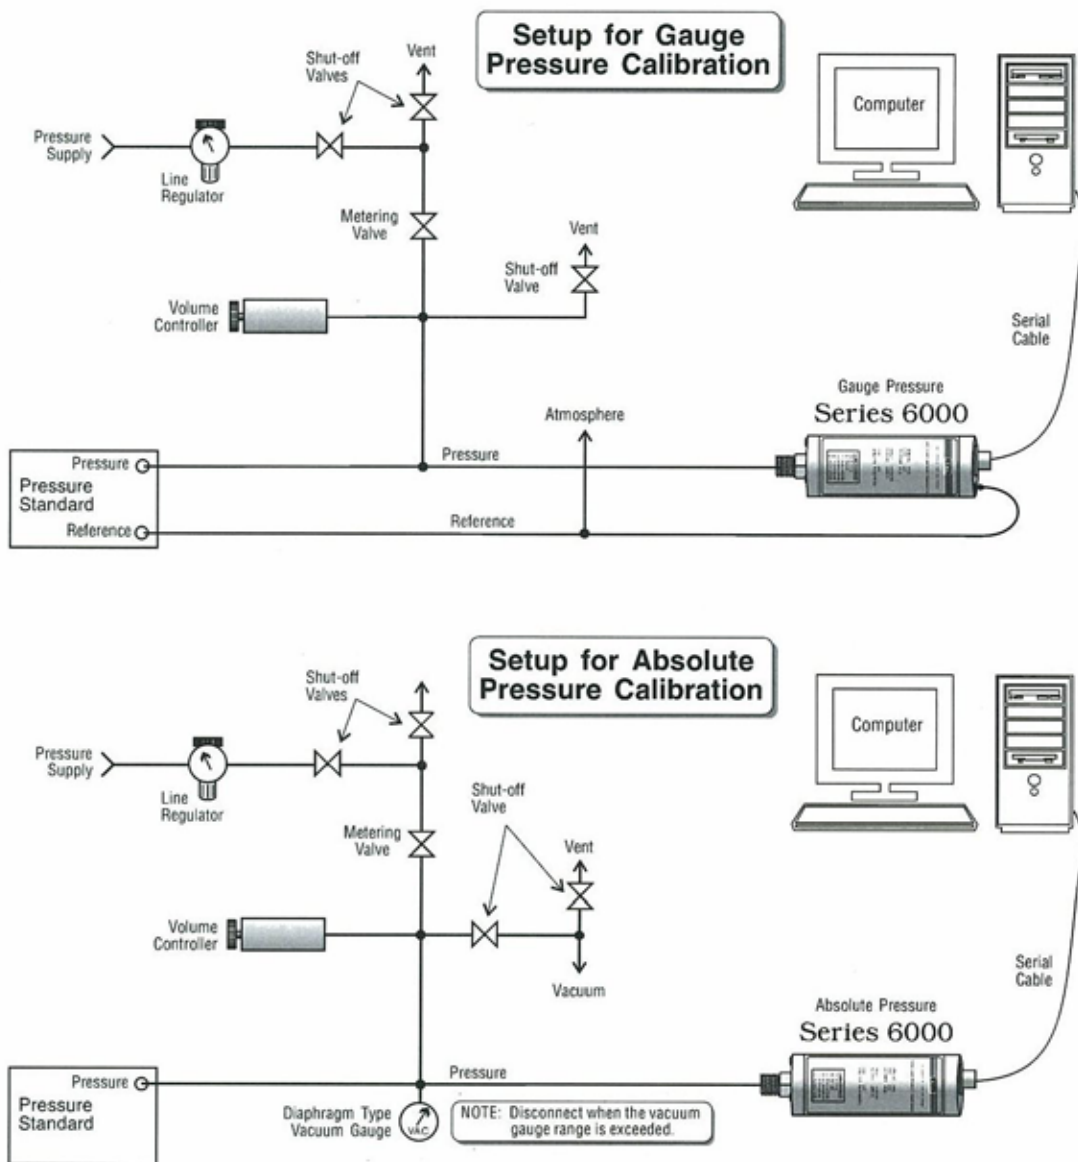 Setup for Gauge
Pressure Calibration
Vent
Shut-off
Valves
Computer
Pressure
Supply
Line
Regulator
Metering
Valve
Vent
Shut-off
Valve
Volume
Controller
Serial
Cable
Gauge Pressure
Series 6000
Atmosphere
Pressure
Pressure
Pressure
Standard
Reference
Reference
Setup for Absolute
Pressure Calibration
Shut-off
Valves
Computer
Pressure
Supply
Line
Regulator
Shut-off
Valve
Metering
Valve
Vent
Volume
Controller
Vacuum
Serial
Cable
Absolute Pressure
Series 6000
Pressure
Pressure
Pressure
Standard
Diaphragm Type
Vacuum Gauge
VAC
NOTE: Disconnect when the vacuum
gauge range is exceeded.